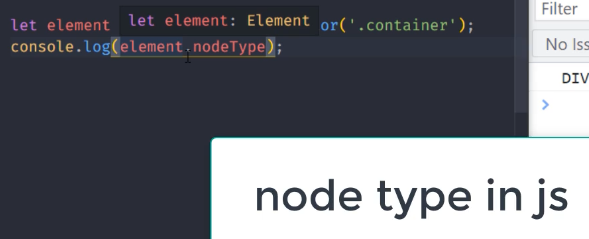 Filter
let element let element: Element or('.container');
No Iss
console.log(element.nodeType);
DIV
node type in js